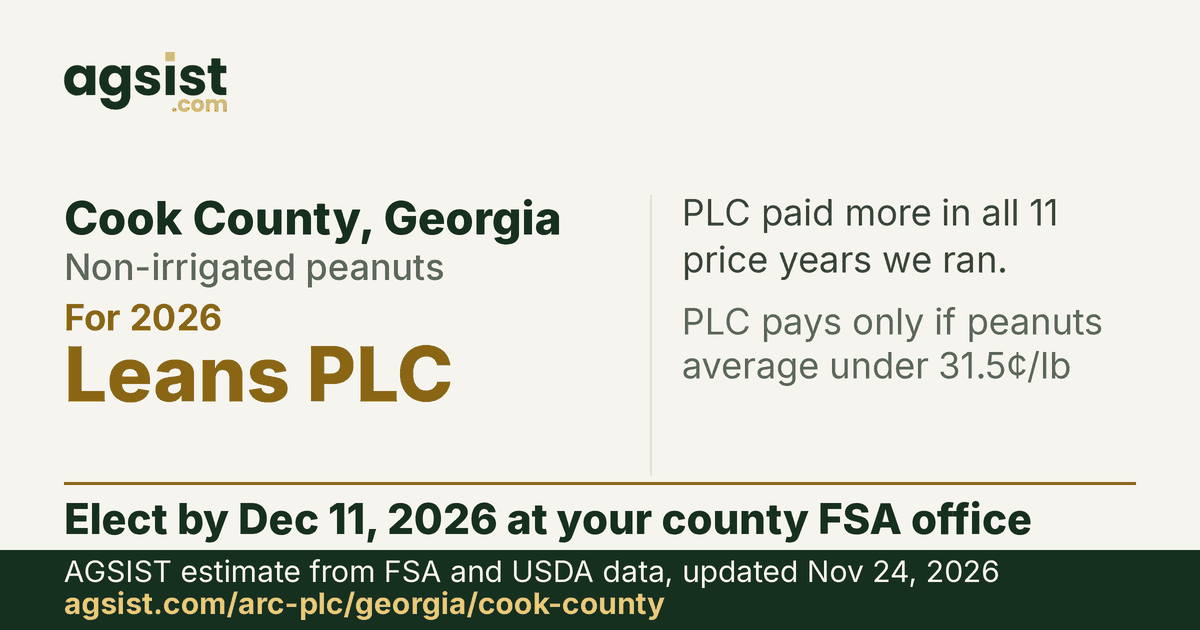 agsist
.com
Cook County, Georgia
Non-irrigated peanuts
For 2026
Leans PLC
PLC paid more in all 11
price years we ran.
PLC pays only if peanuts
average under 31.5¢/lb
Elect by Dec 11, 2026 at your county FSA office
AGSIST estimate from FSA and USDA data, updated Nov 24, 2026
agsist.com/arc-plc/georgia/cook-county